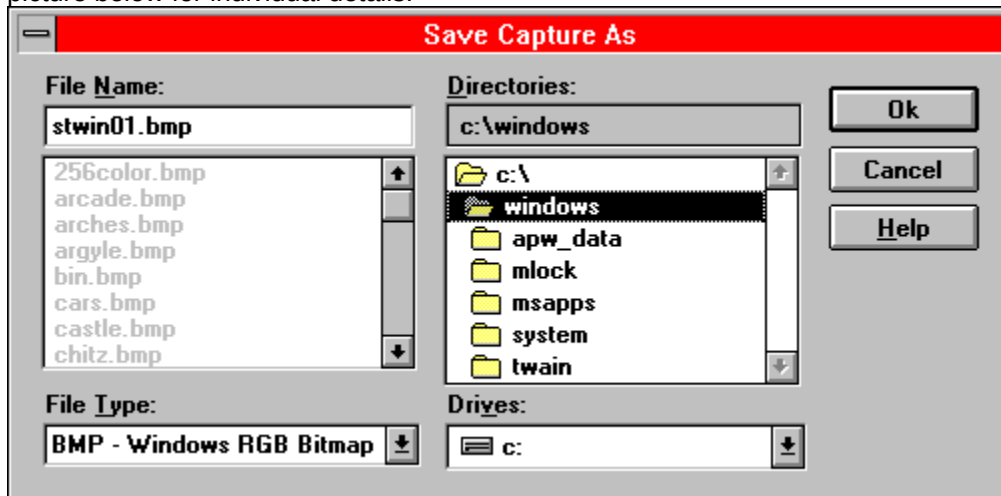 picture below for individual details.
Save Capture As
File Name:
stwin01.bmp
256color.bmp
arcade.bmp
arches.bmp
argyle.bmp
bin.bmp
cars.bmp
castle.bmp
chitz.bmp
File Type:
BMP - Windows RGB Bitmap
Directories:
c:\windows
c:\
windows
apw_data
mlock
msapps
system
twain
Drives:
c:
Ok
Cancel
Help